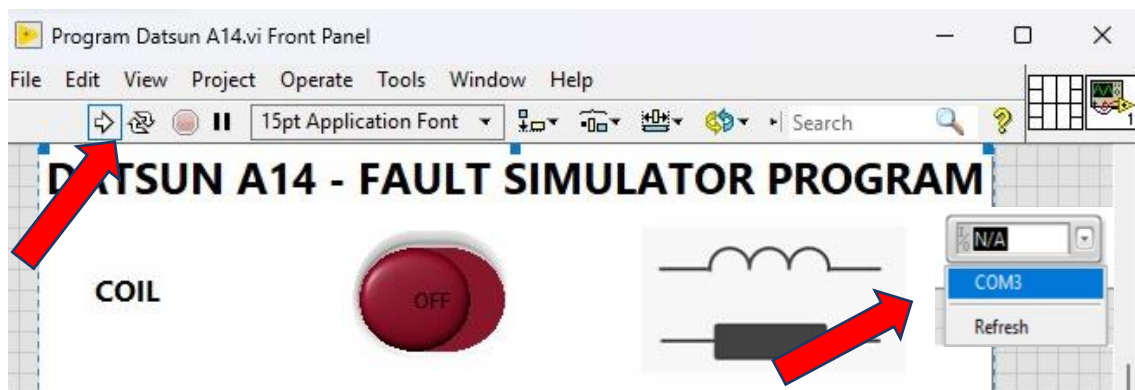 Program Datsun A14.vi Front Panel
File Edit View Project Operate Tools Window Help
15pt Application Font Search
1
DATSUN A14 - FAULT SIMULATOR PROGRAM
I/O N/A
COIL OFF COM3
Refresh